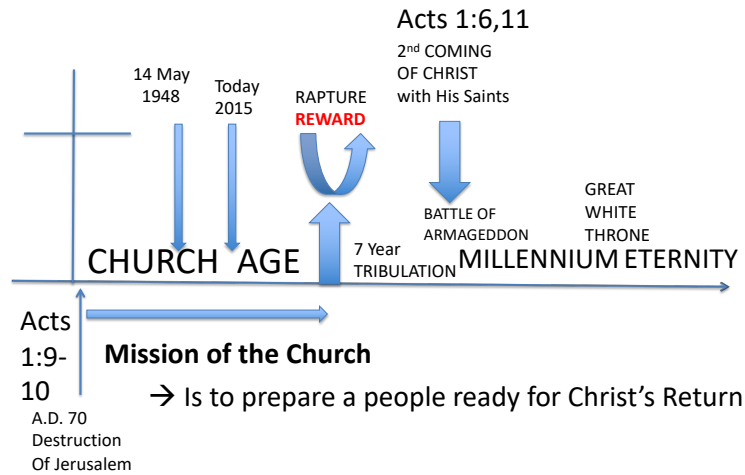 Acts 1:6,11
2nd COMING
OF CHRIST
with His Saints
14 May
1948
Today
2015
RAPTURE
REWARD
GREAT
WHITE
THRONE
BATTLE OF
ARMAGEDDON
7 Year
TRIBULATION
CHURCH AGE
MILLENNIUM ETERNITY
Acts
1:9-
10
A.D. 70
Destruction
Of Jerusalem
Mission of the Church
→ Is to prepare a people ready for Christ’s Return